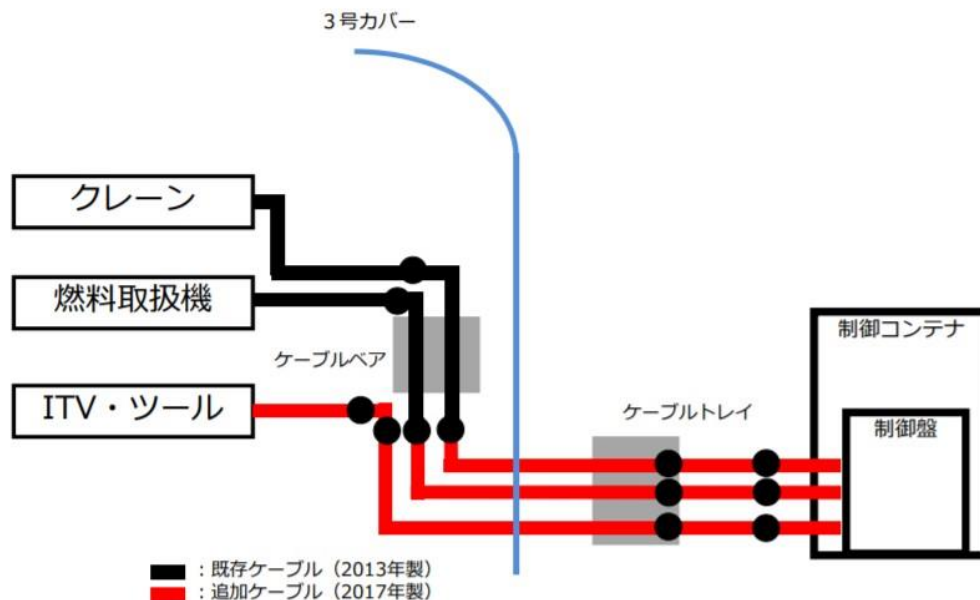 ３号カバー
クレーン
燃料取扱機
ケーブルベア
ITV・ツール
制御コンテナ
ケーブルトレイ
制御盤
：既存ケーブル（2013年製）
：追加ケーブル（2017年製）